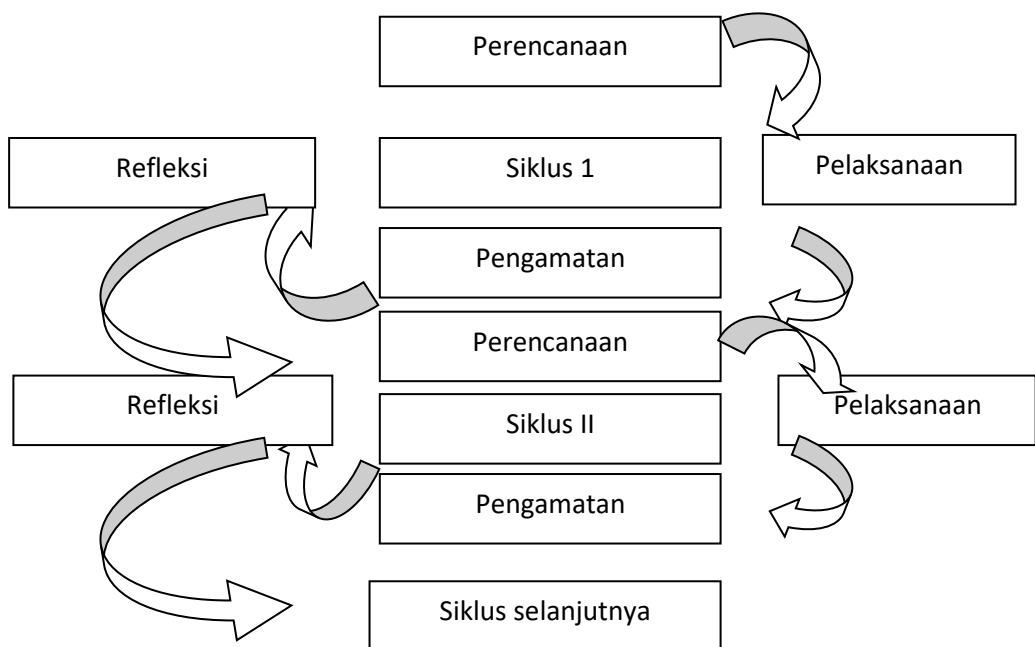 Perencanaan
Refleksi
Siklus 1
Pelaksanaan
Pengamatan
Perencanaan
Refleksi
Siklus II
Pelaksanaan
Pengamatan
Siklus selanjutnya